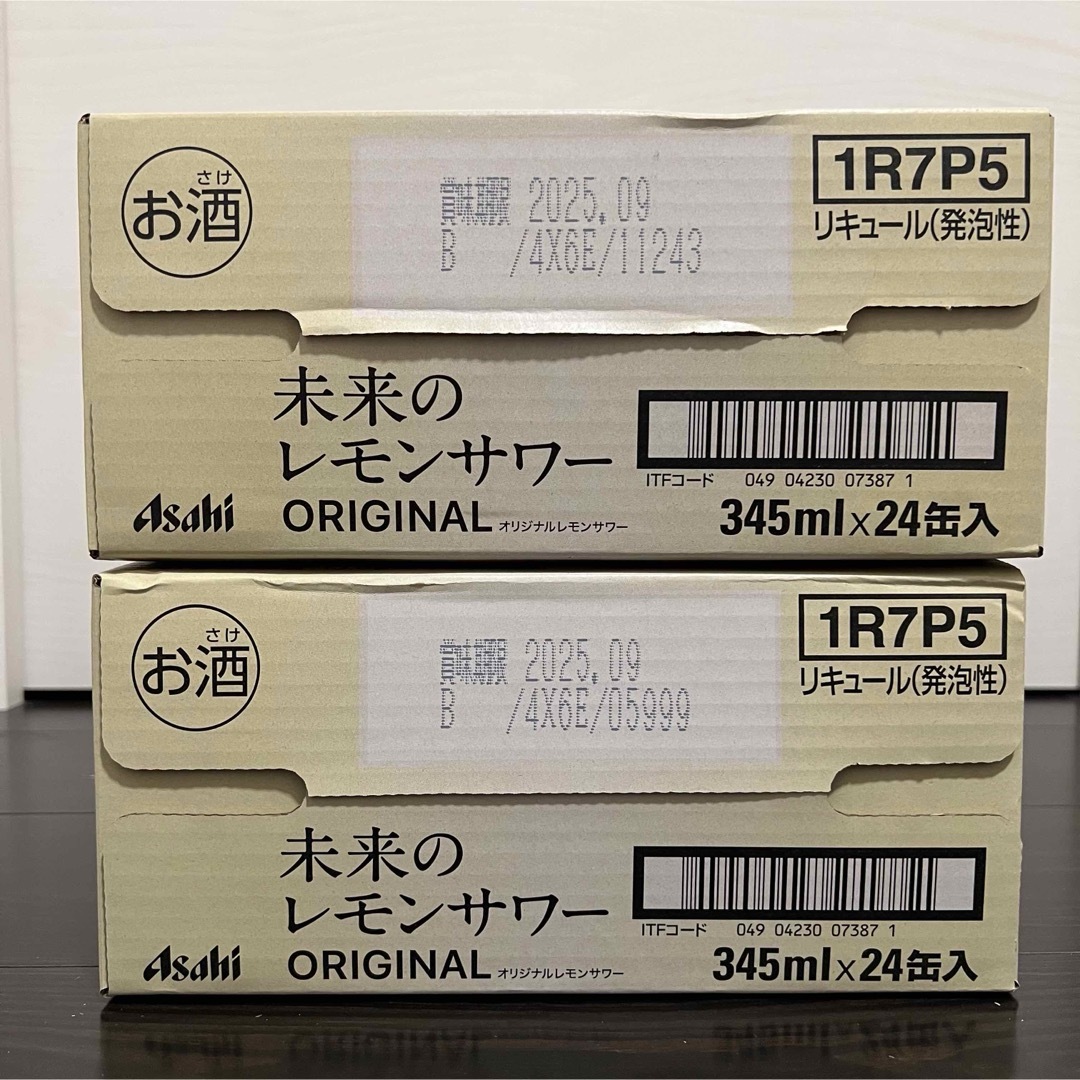 さけ
お酒
賞味期限 2025.09
B /4X6E/11243
1R7P5
リキュール(発泡性)
未来の
レモンサワー
Asahi ORIGINAL オリジナルレモンサワー
ITFコード 049 04230 07387 1
345ml×24缶入
さけ
お酒
賞味期限 2025.09
B /4X6E/05999
1R7P5
リキュール(発泡性)
未来の
レモンサワー
Asahi ORIGINAL オリジナルレモンサワー
ITFコード 049 04230 07387 1
345ml×24缶入